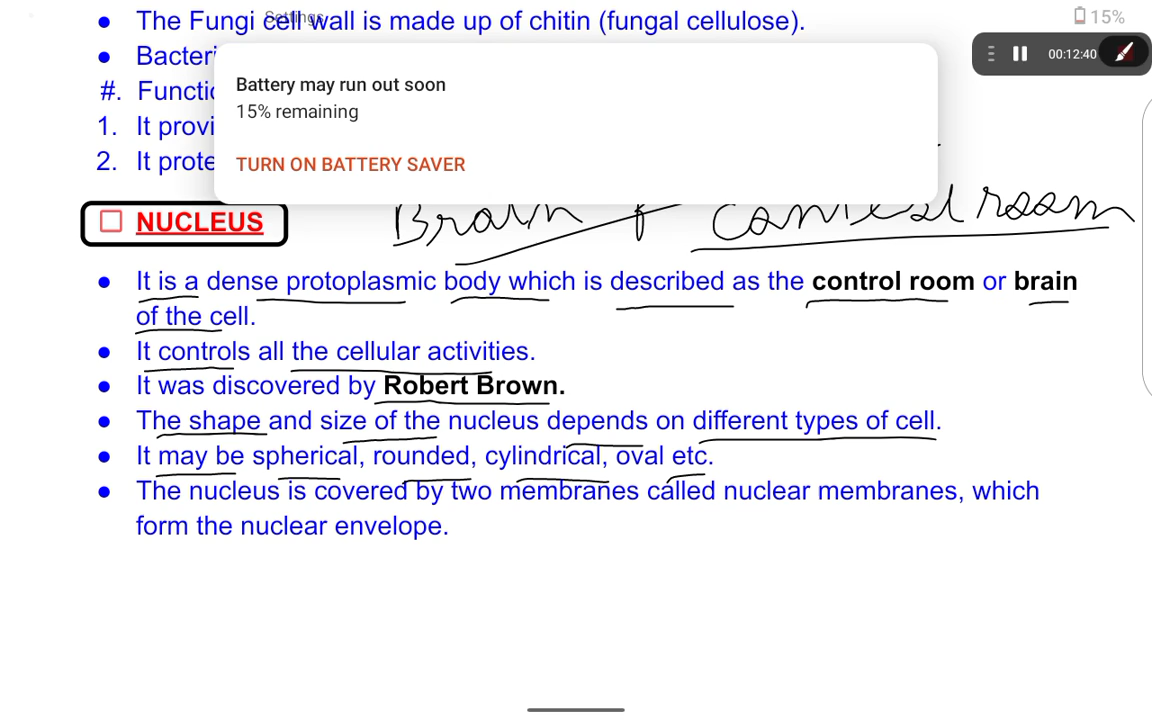 The Fungi cell wall is made up of chitin (fungal cellulose).
Settings
15%
Bacteri
00:12:40
Battery may run out soon
15% remaining
TURN ON BATTERY SAVER
#. Functio
1. It provi
2. It prote
NUCLEUS
Brain control room
It is a dense protoplasmic body which is described as the control room or brain
of the cell.
It controls all the cellular activities.
It was discovered by Robert Brown.
The shape and size of the nucleus depends on different types of cell.
It may be spherical, rounded, cylindrical, oval etc.
The nucleus is covered by two membranes called nuclear membranes, which
form the nuclear envelope.